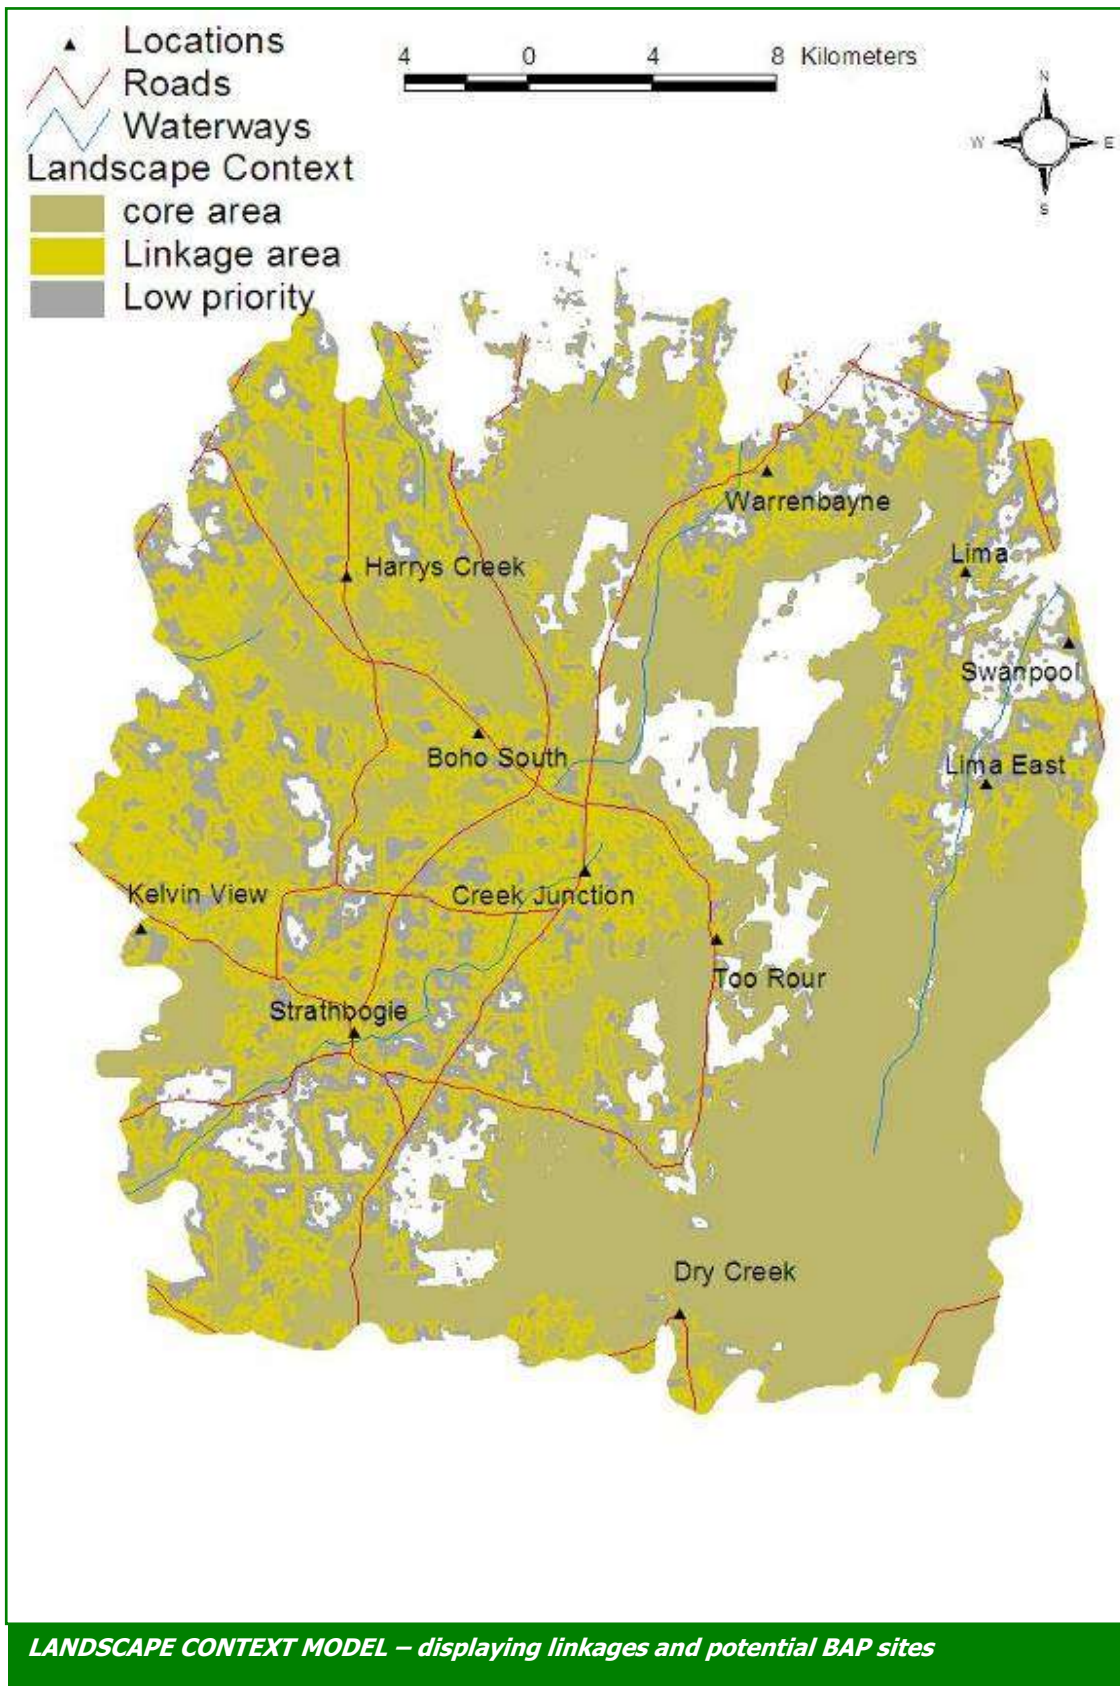 Locations
Roads
Waterways
Landscape Context
core area
Linkage area
Low priority
4 0 4 8 Kilometers
N
W E
S
Warrenbayne
Lima
Harrys Creek
Swanpool
Boho South
Lima East
Kelvin View
Creek Junction
Too Rour
Strathbogie
Dry Creek
LANDSCAPE CONTEXT MODEL – displaying linkages and potential BAP sites